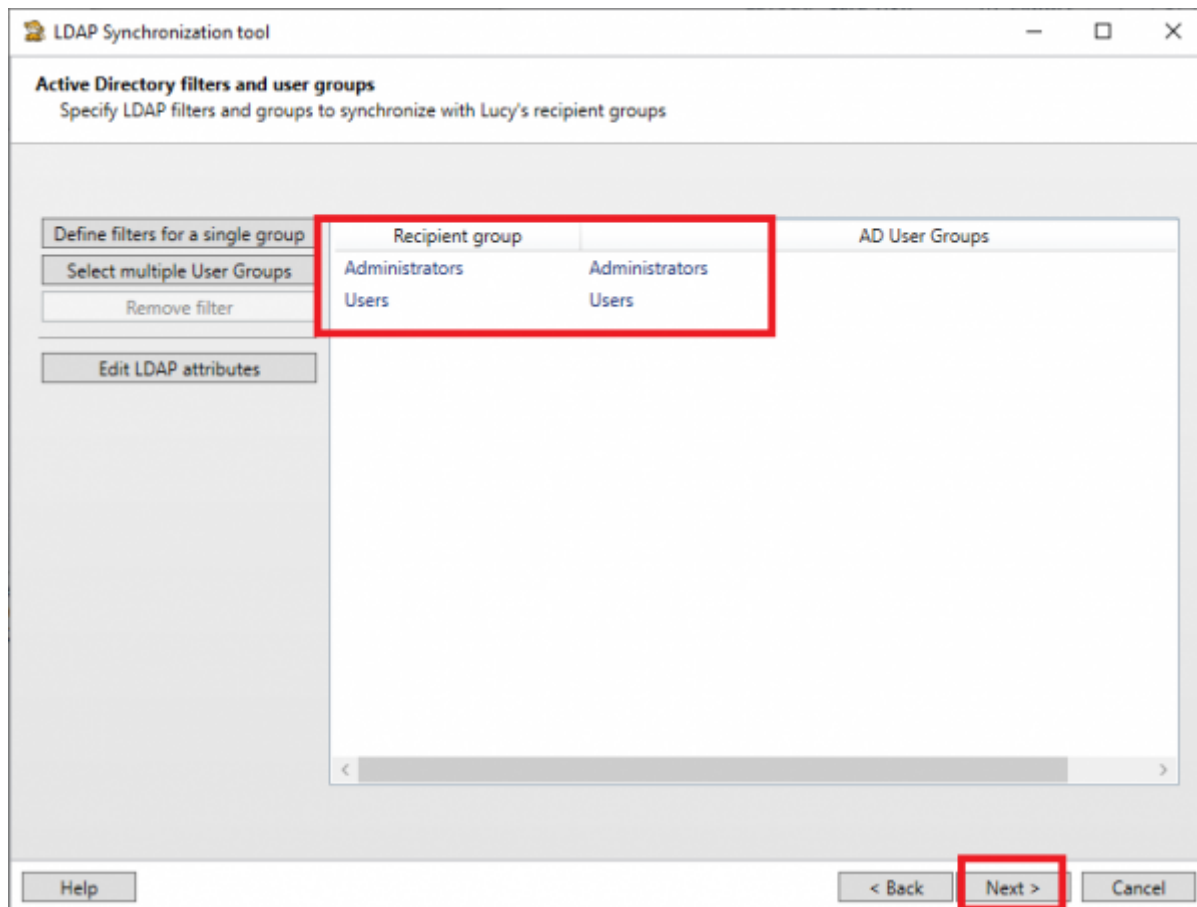 LDAP Synchronization tool
Active Directory filters and user groups
Specify LDAP filters and groups to synchronize with Lucy's recipient groups
Define filters for a single group
Select multiple User Groups
Remove filter
Edit LDAP attributes
Recipient group AD User Groups
Administrators Administrators
Users Users
Help < Back Next > Cancel